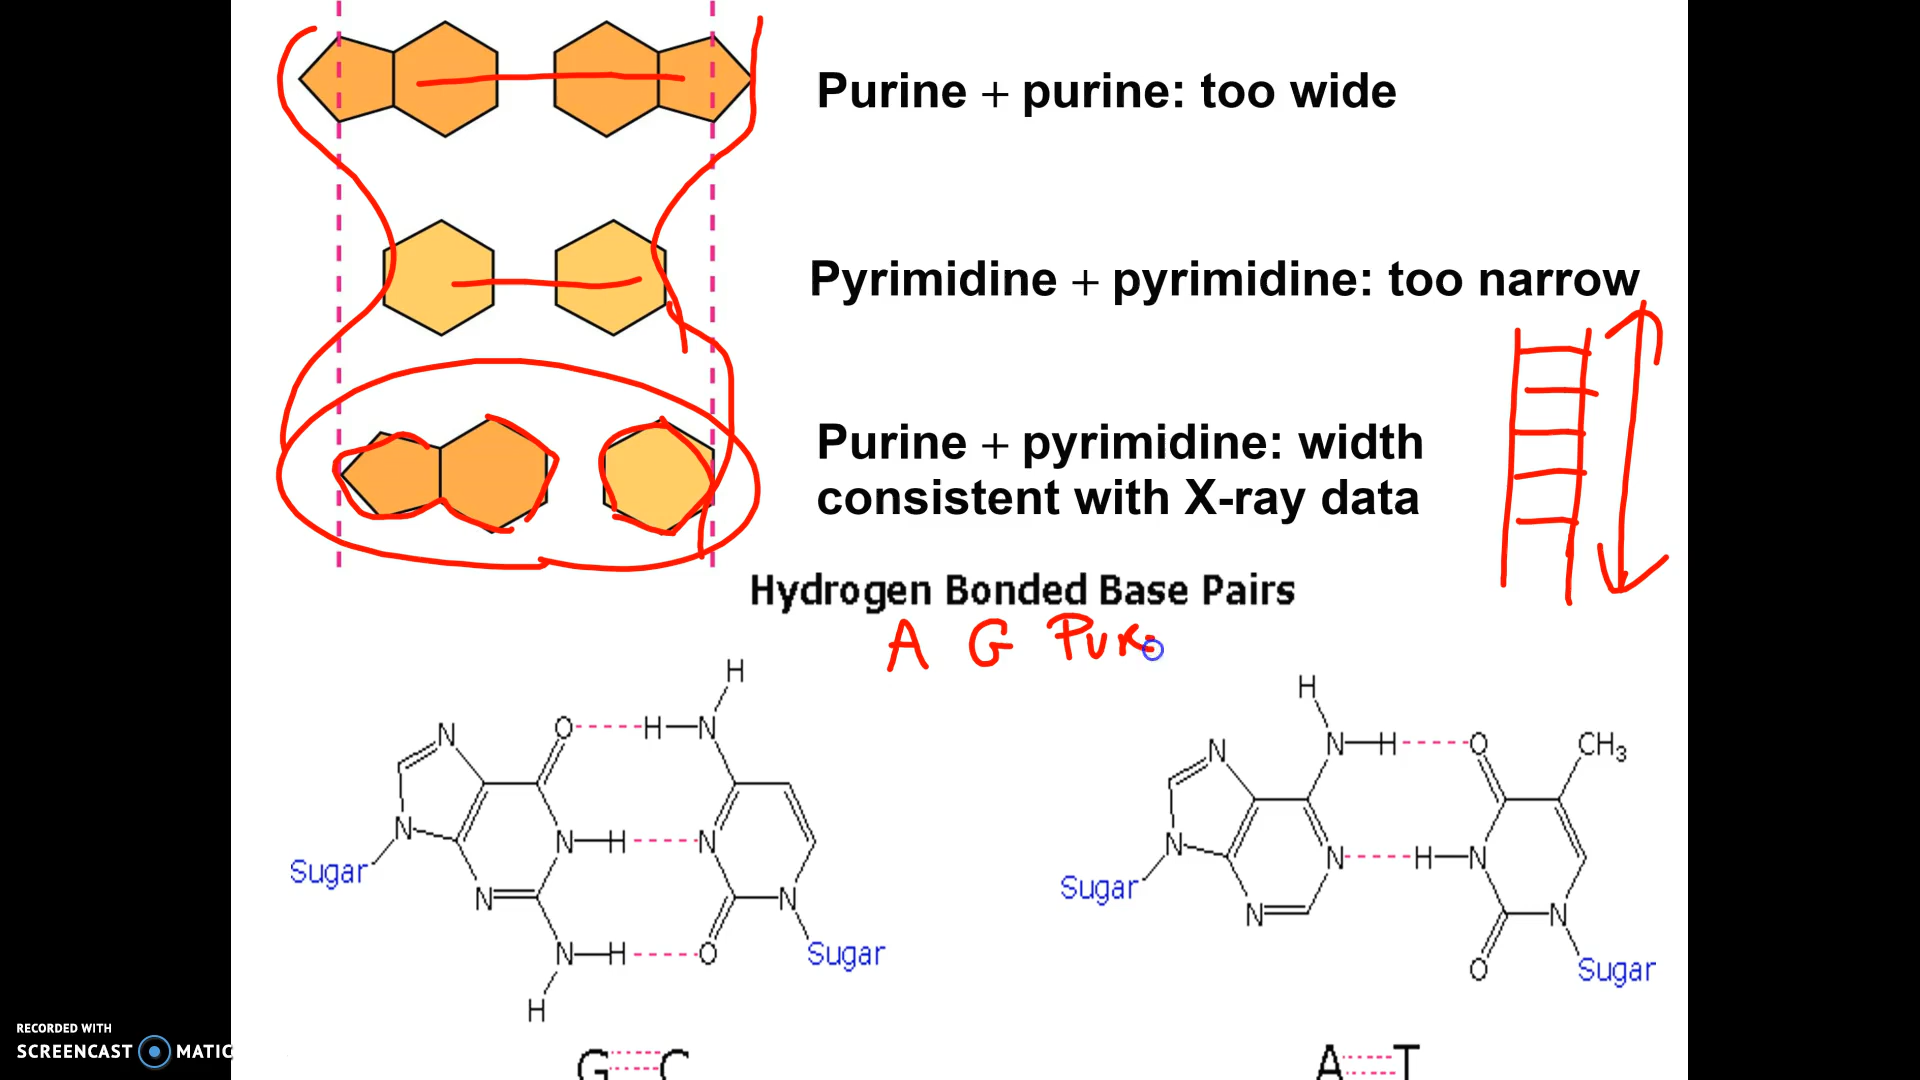 Purine + purine: too wide
Pyrimidine + pyrimidine: too narrow
Purine + pyrimidine: width
consistent with X-ray data
Hydrogen Bonded Base Pairs
A G Pur
H
H
N
O
H
N
N
H
N
O
CH3
N
N
H
N
N
N
H
N
Sugar
Sugar
N
N
N
N
N
H
O
Sugar
O
Sugar
H
G C
A T
RECORDED WITH
SCREENCAST MATIC